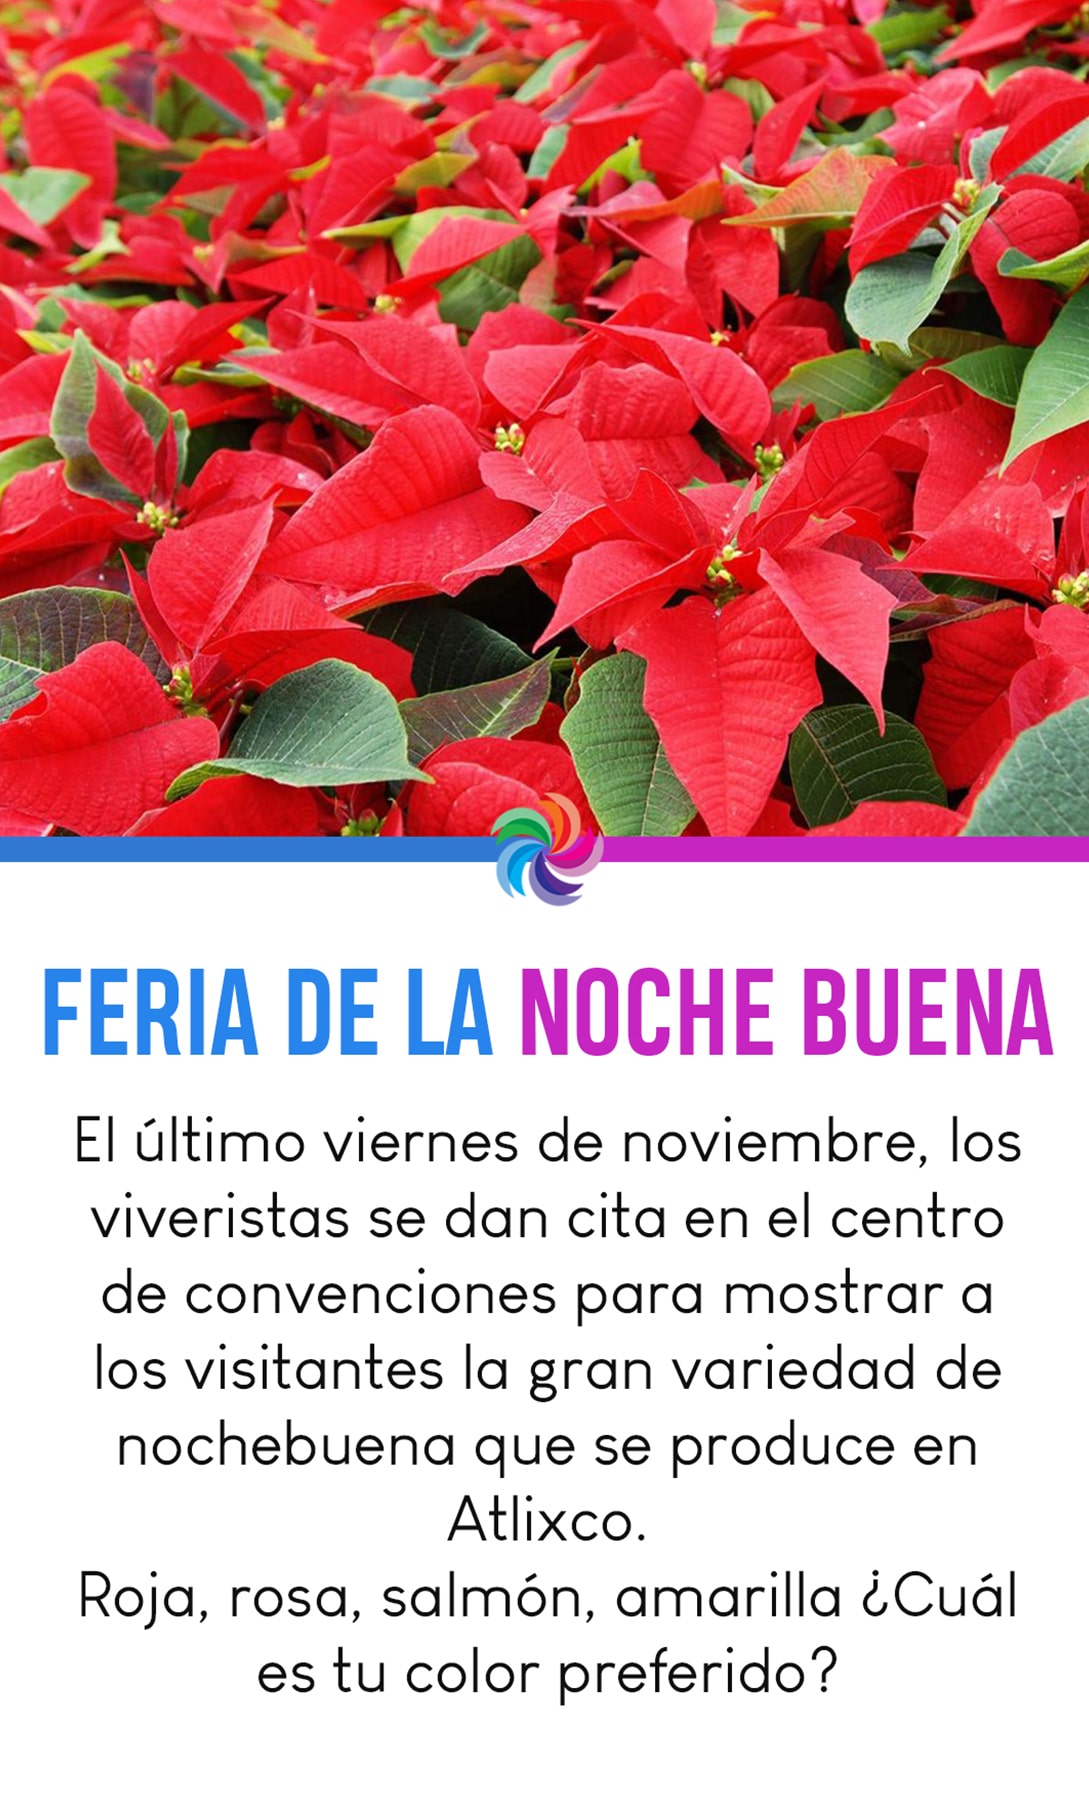 FERIA DE LA NOCHE BUENA
El último viernes de noviembre, los
viveristas se dan cita en el centro
de convenciones para mostrar a
los visitantes la gran variedad de
nochebuena que se produce en
Atlixco.
Roja, rosa, salmón, amarilla ¿Cuál
es tu color preferido?